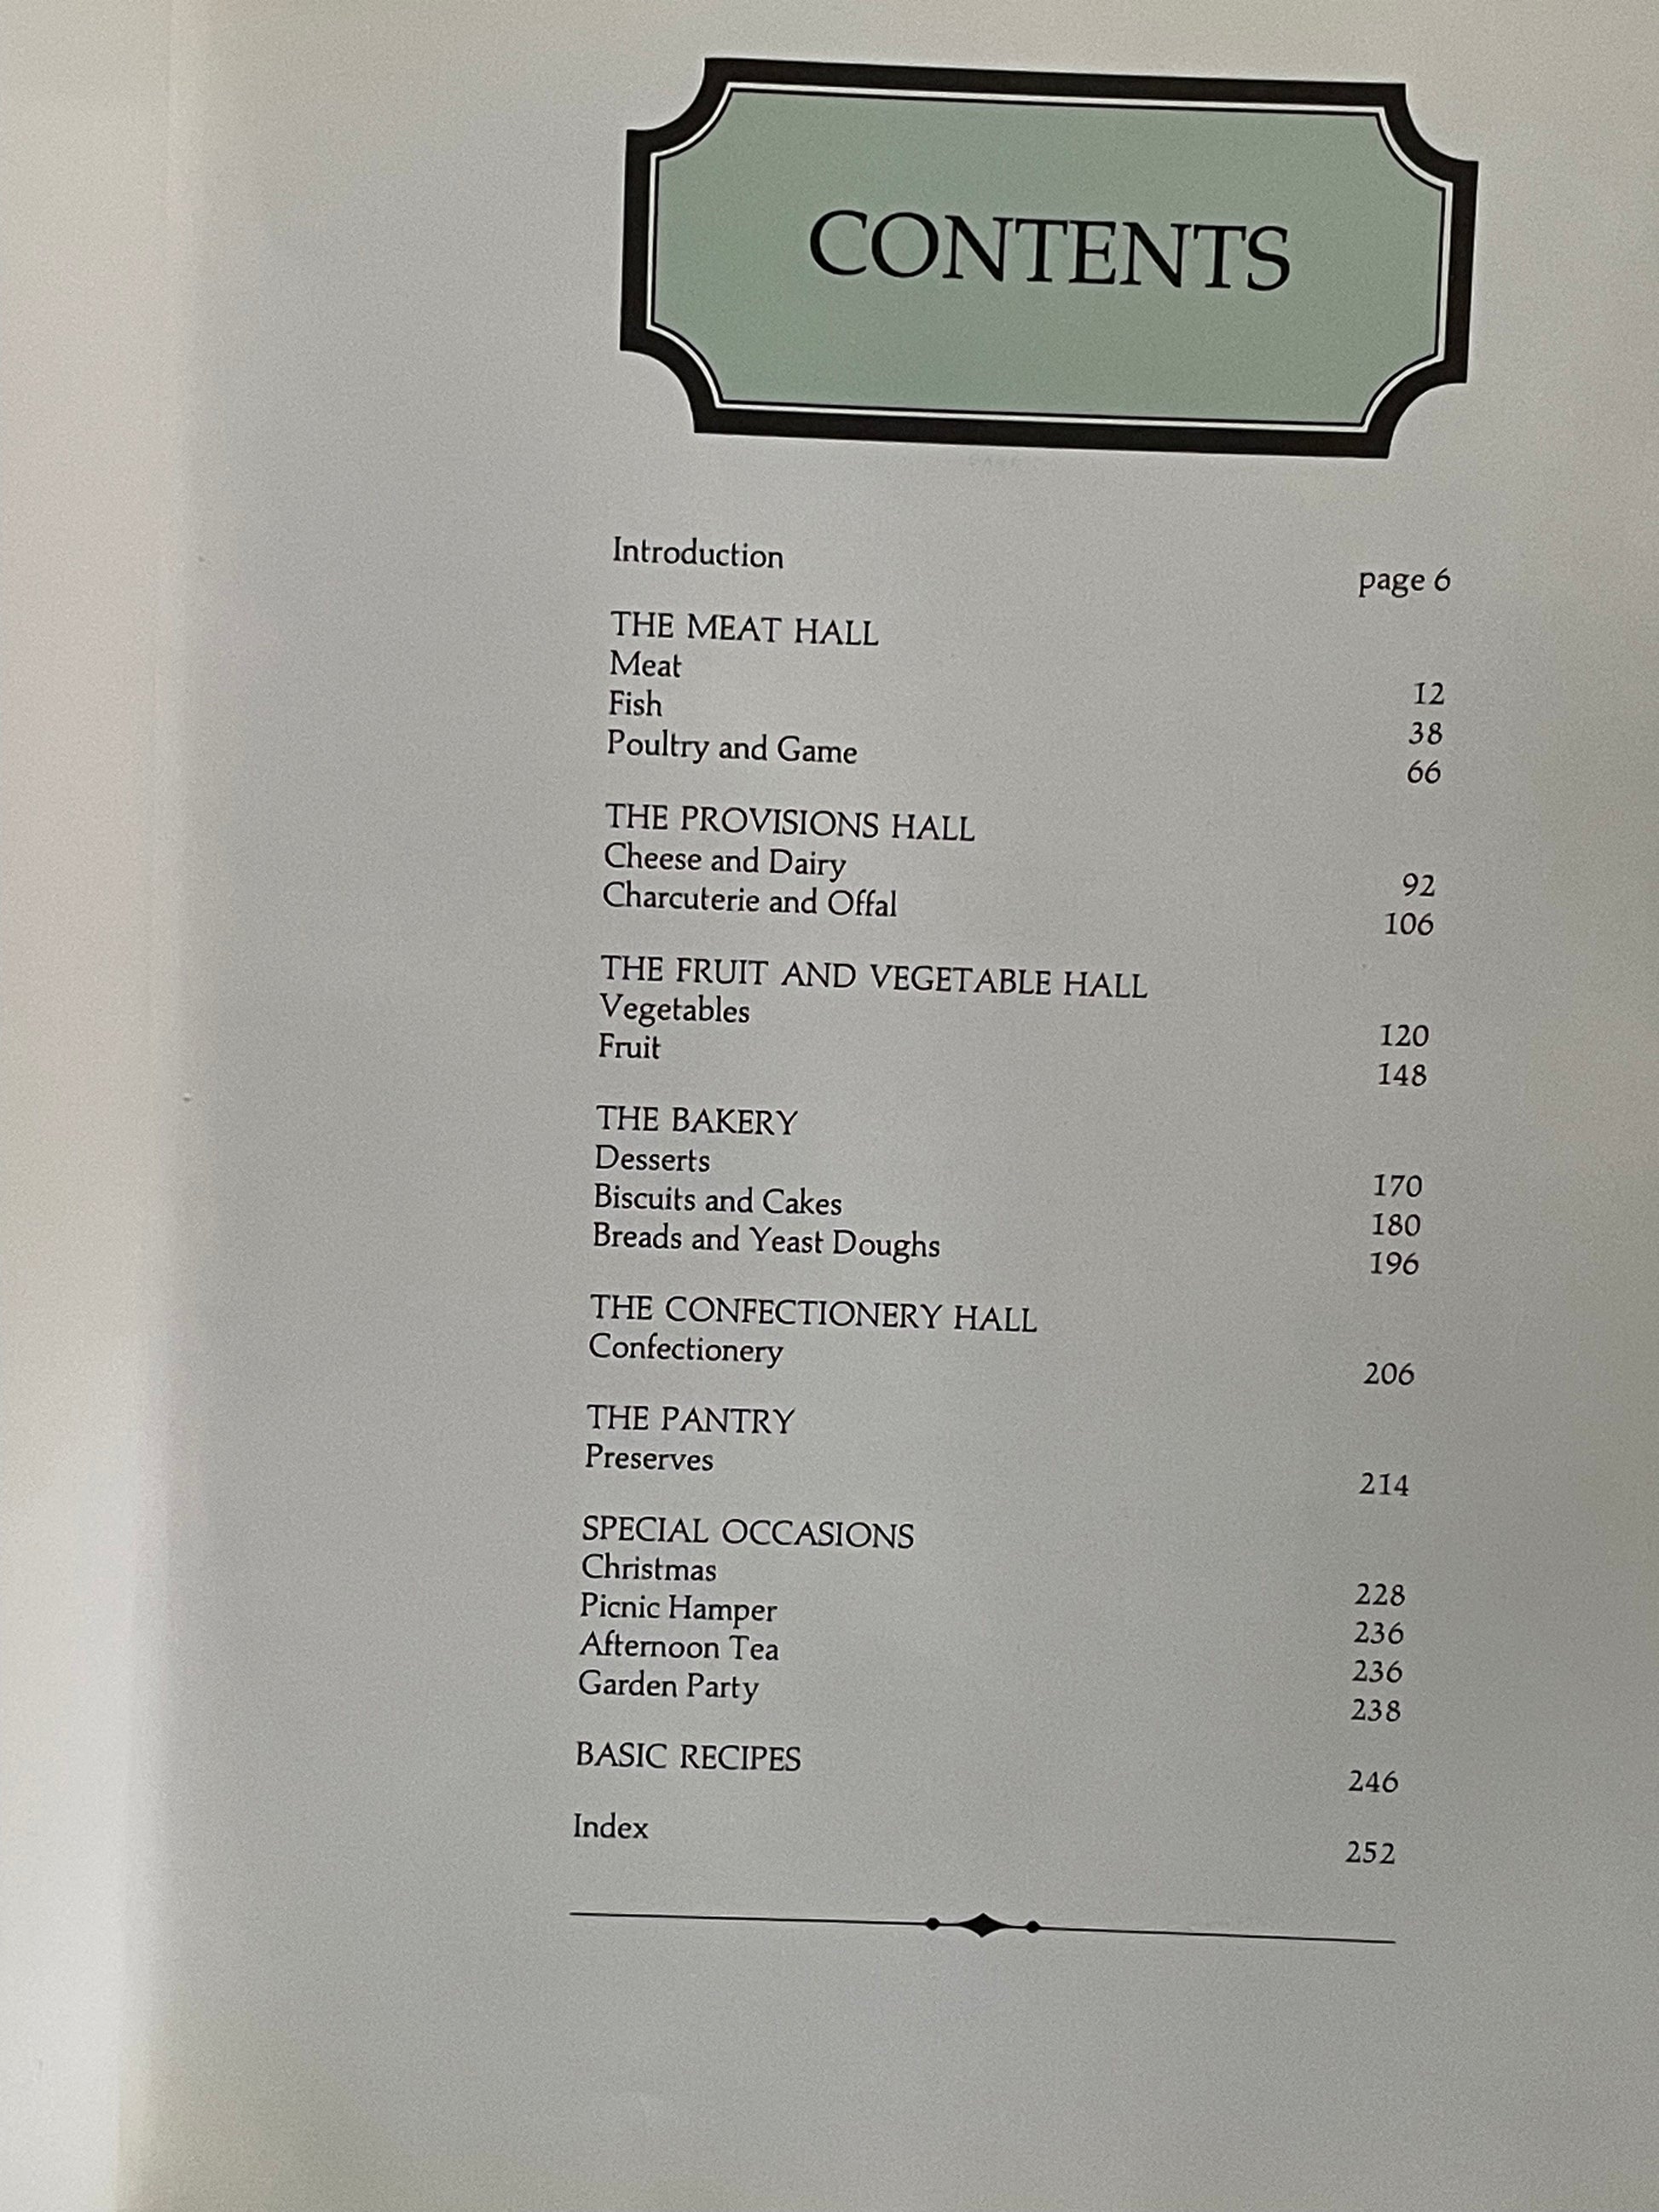 CONTENTS
Introduction page 6
THE MEAT HALL
Meat 12
Fish 38
Poultry and Game 66
THE PROVISIONS HALL
Cheese and Dairy 92
Charcuterie and Offal 106
THE FRUIT AND VEGETABLE HALL
Vegetables 120
Fruit 148
THE BAKERY
Desserts 170
Biscuits and Cakes 180
Breads and Yeast Doughs 196
THE CONFECTIONERY HALL
Confectionery 206
THE PANTRY
Preserves 214
SPECIAL OCCASIONS
Christmas 228
Picnic Hamper 236
Afternoon Tea 236
Garden Party 238
BASIC RECIPES 246
Index 252